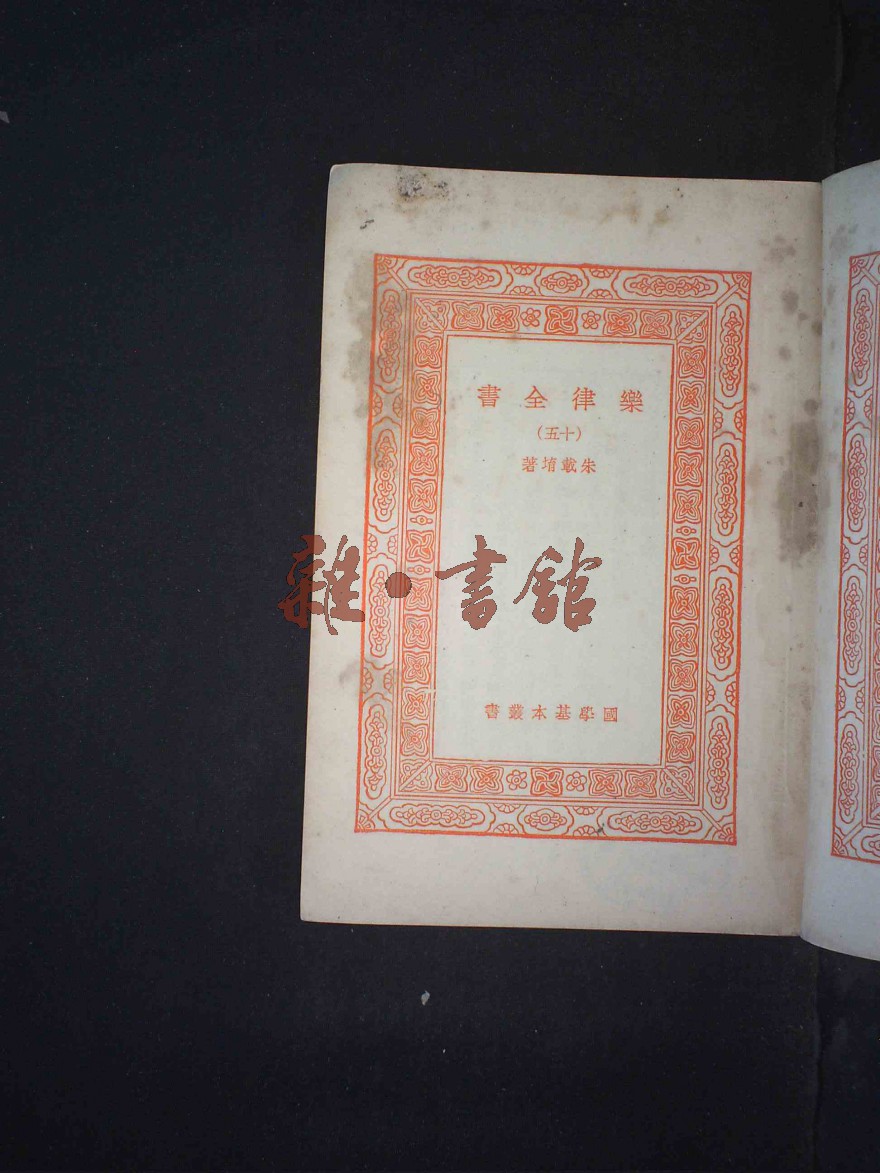 樂律全書
(十五)
朱載堉著
雜·書館
國學基本叢書